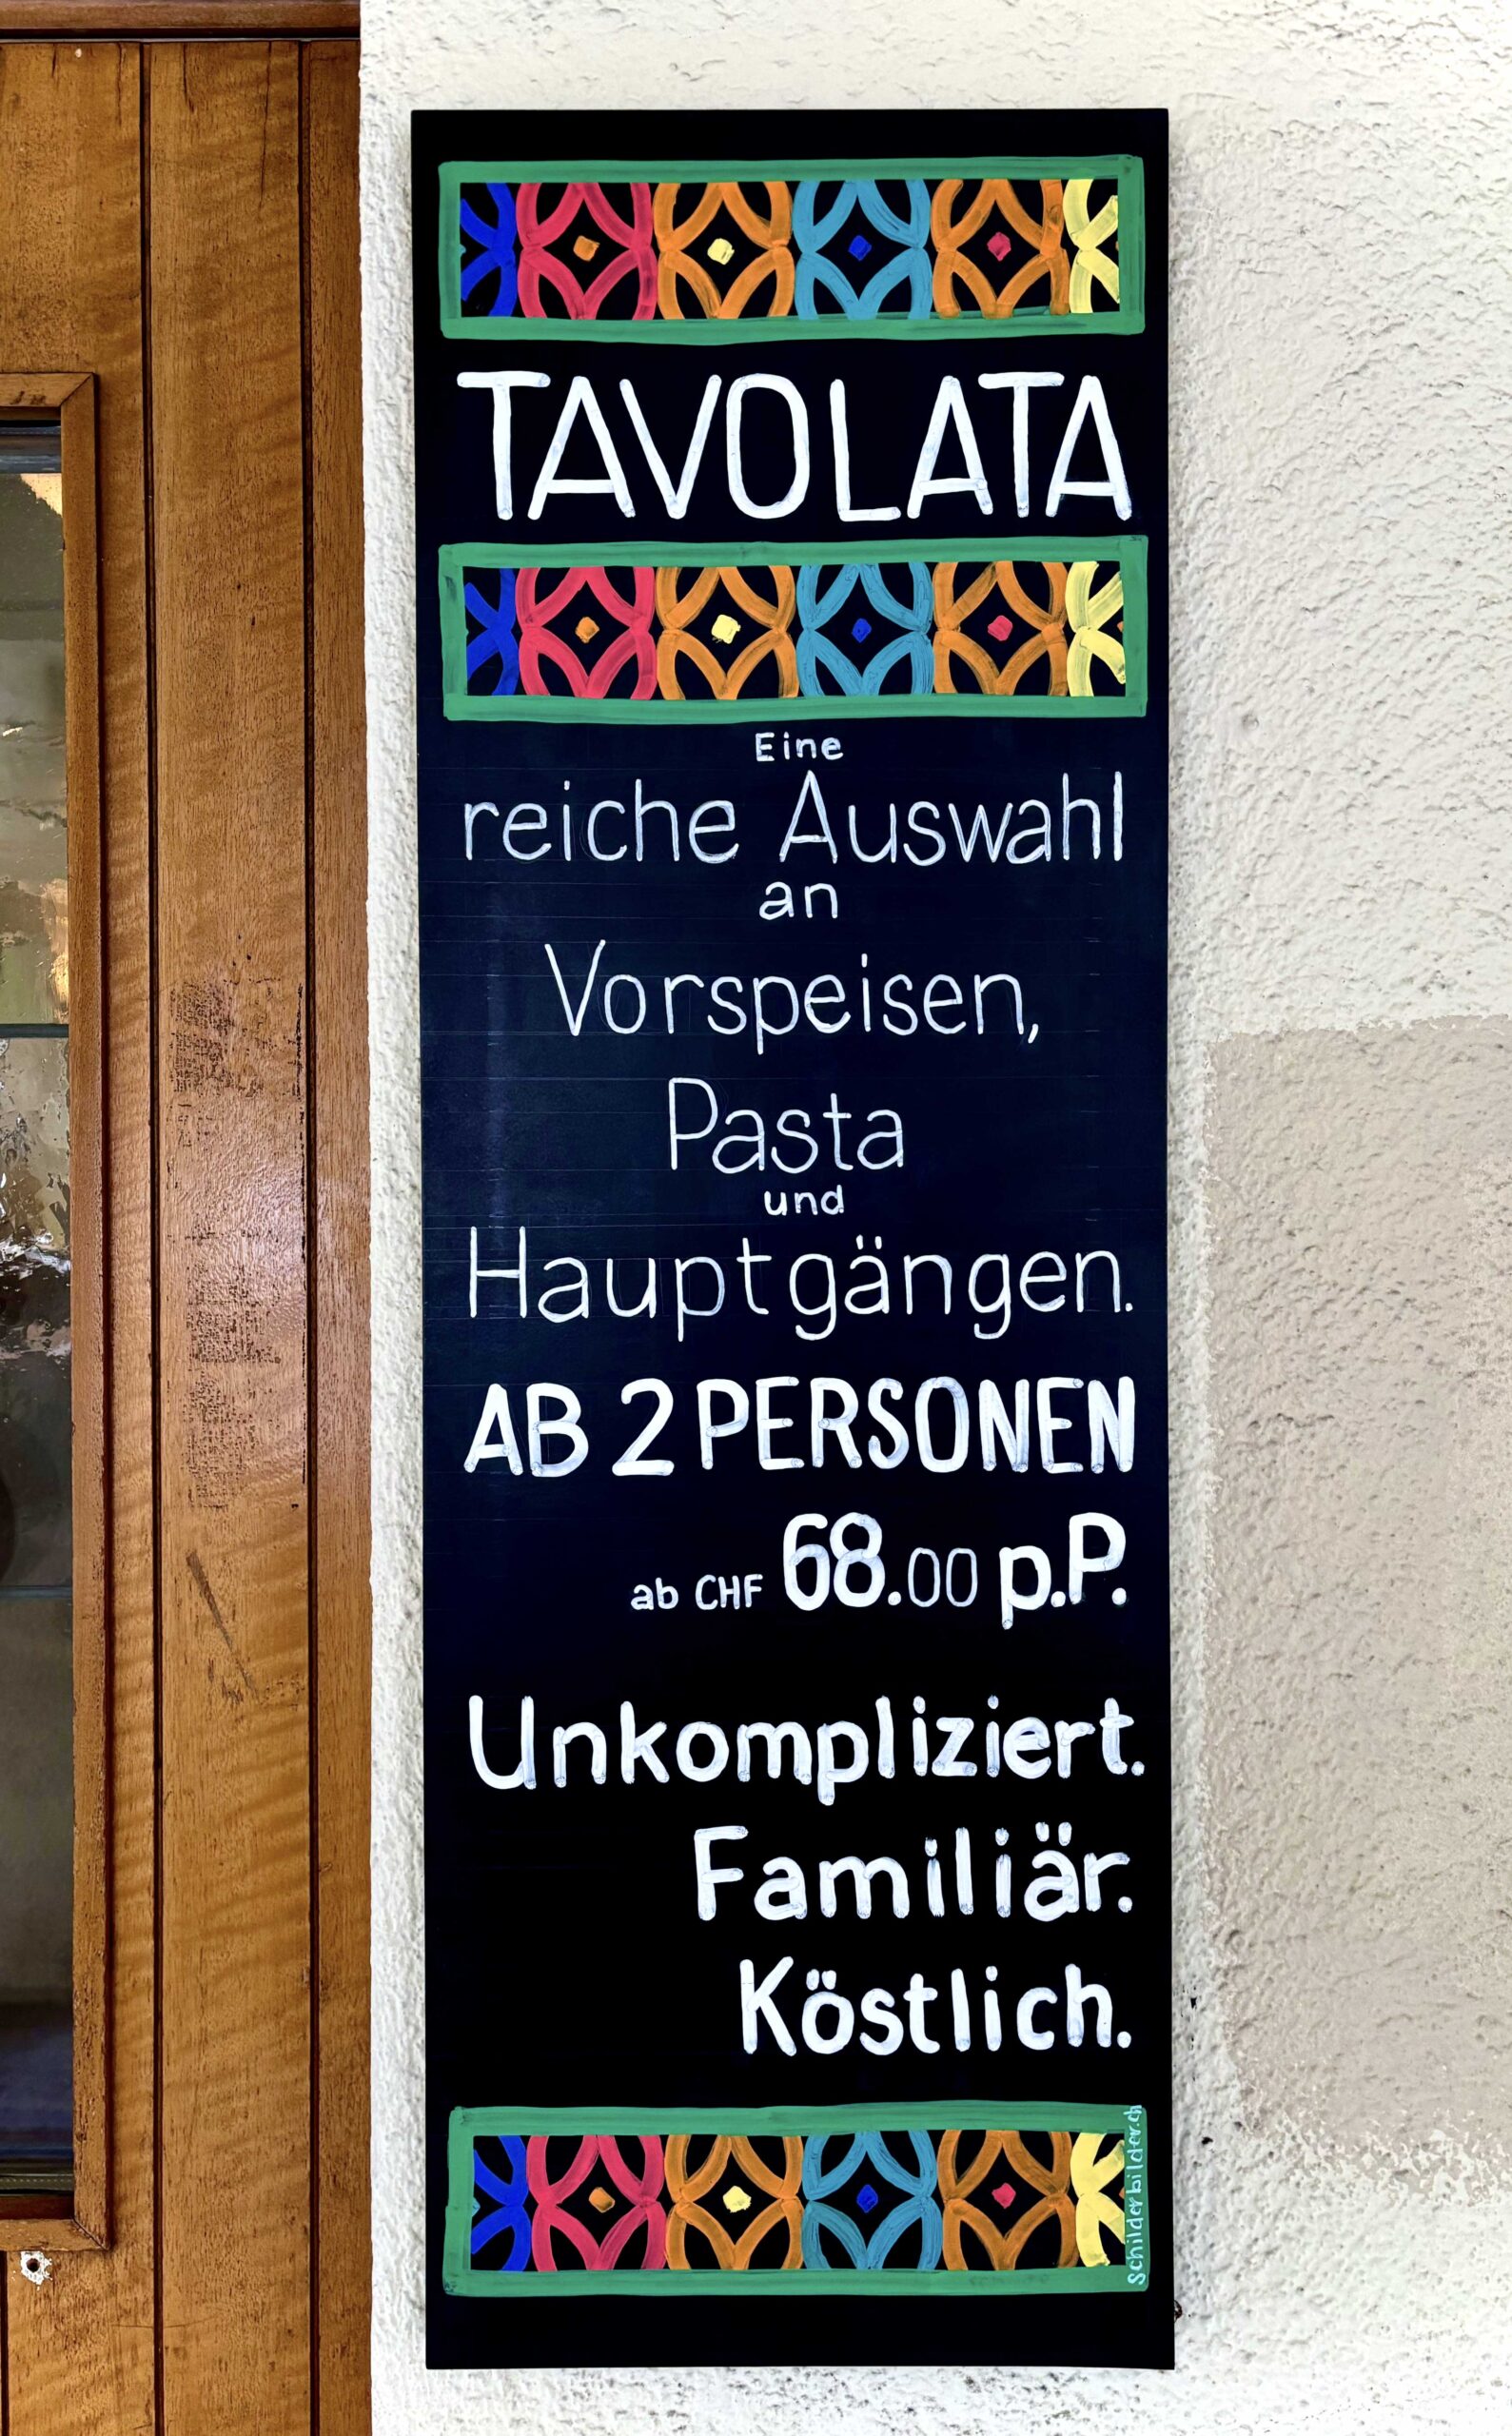 TAVOLATA
Eine
reiche Auswahl
an
Vorspeisen,
Pasta
und
Hauptgängen.
AB 2 PERSONEN
ab CHF 68.00 p.P.
Unkompliziert.
Familiär.
Köstlich.
Schilderbilder.ch